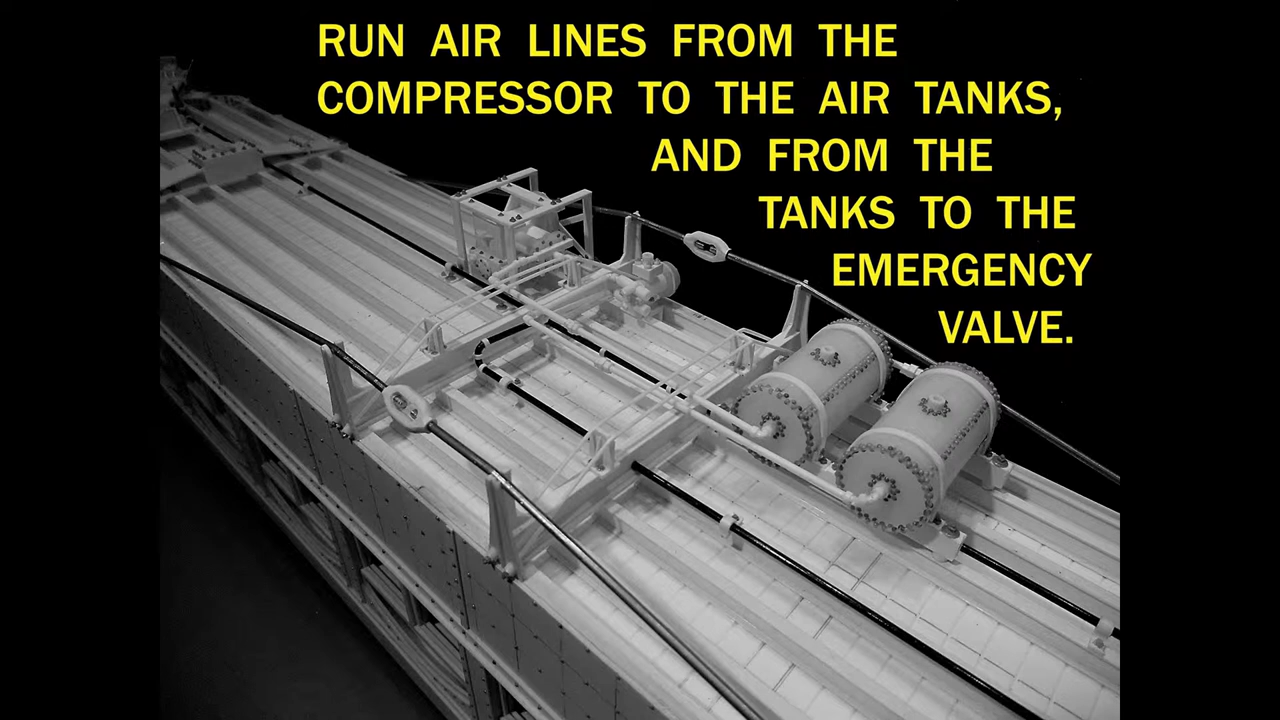 RUN AIR LINES FROM THE
COMPRESSOR TO THE AIR TANKS,
AND FROM THE
TANKS TO THE
EMERGENCY
VALVE.